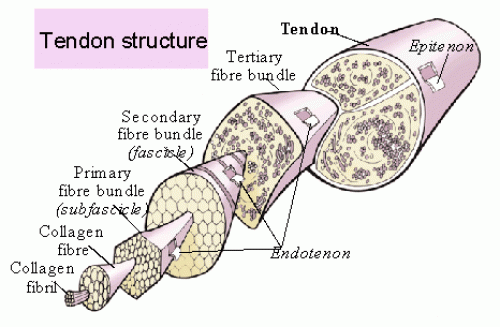 Tendon structure
Tendon
Epitenon
Tertiary
fibre bundle
Secondary
fibre bundle
(fascicle)
Primary
fibre bundle
(subfascicle)
Collagen
fibre
Collagen
fibril
Endotenon